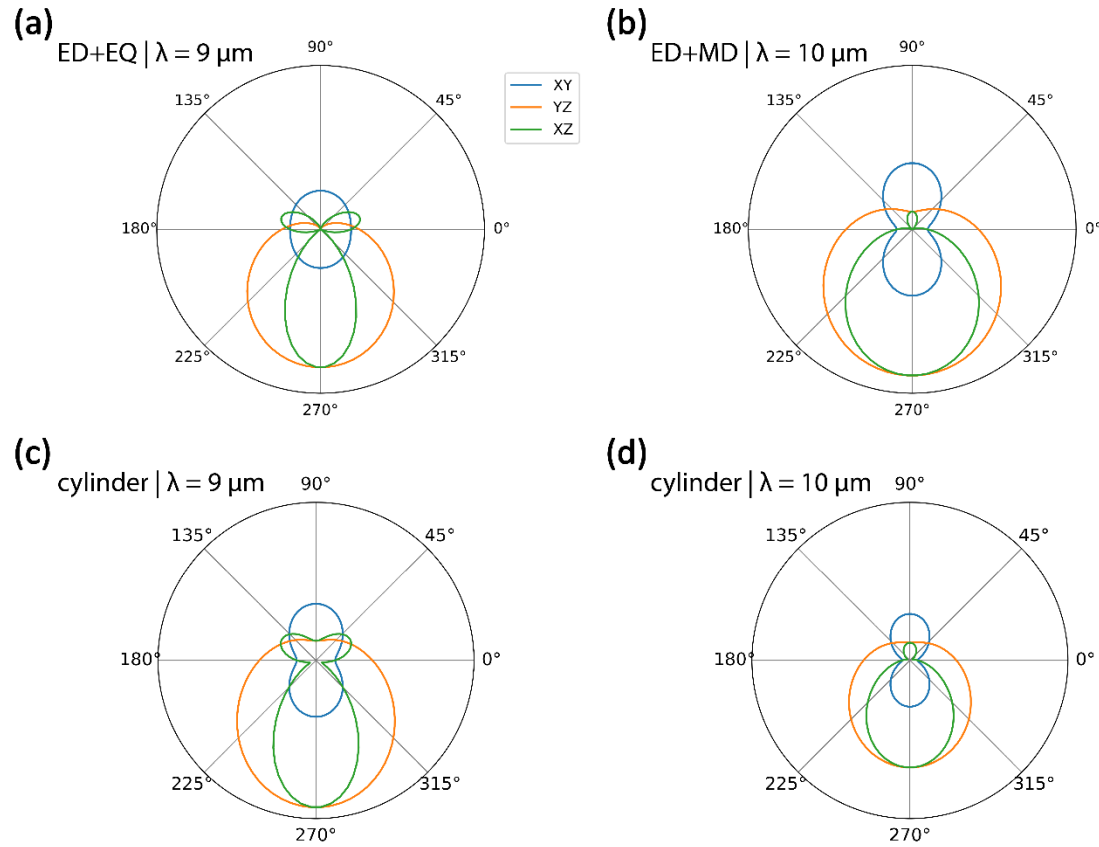 (a)
ED+EQ | λ = 9 μm
90°
135°
45°
180°
0°
225°
315°
270°
XY
YZ
XZ
(b)
ED+MD | λ = 10 μm
90°
135°
45°
180°
0°
225°
315°
270°
(c)
cylinder | λ = 9 μm
90°
135°
45°
180°
0°
225°
315°
270°
(d)
cylinder | λ = 10 μm
90°
135°
45°
180°
0°
225°
315°
270°